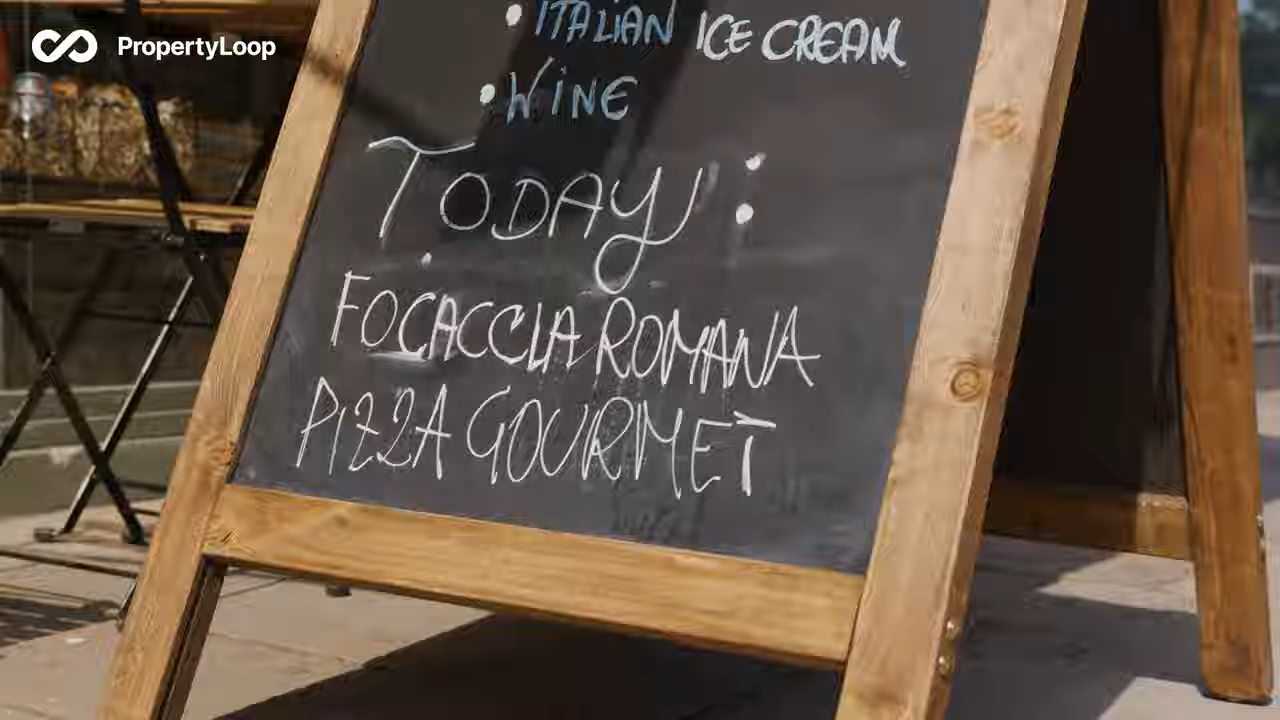 PropertyLoop
• ITALIAN ICE CREAM
• WINE
TODAY:
FOCACCIA ROMANA
PIZZA GOURMET